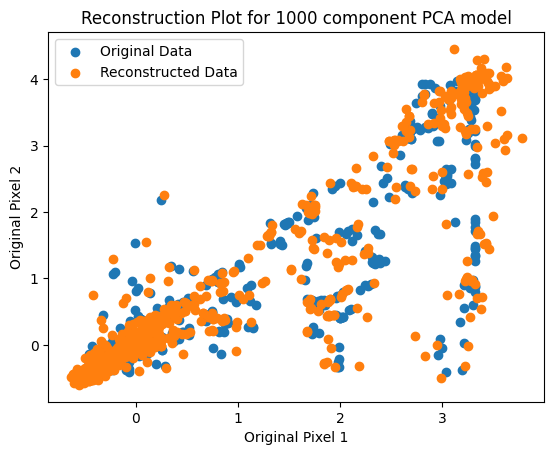 Reconstruction Plot for 1000 component PCA model
Original Data
Reconstructed Data
4
3
2
1
0
Original Pixel 2
0 1 2 3
Original Pixel 1